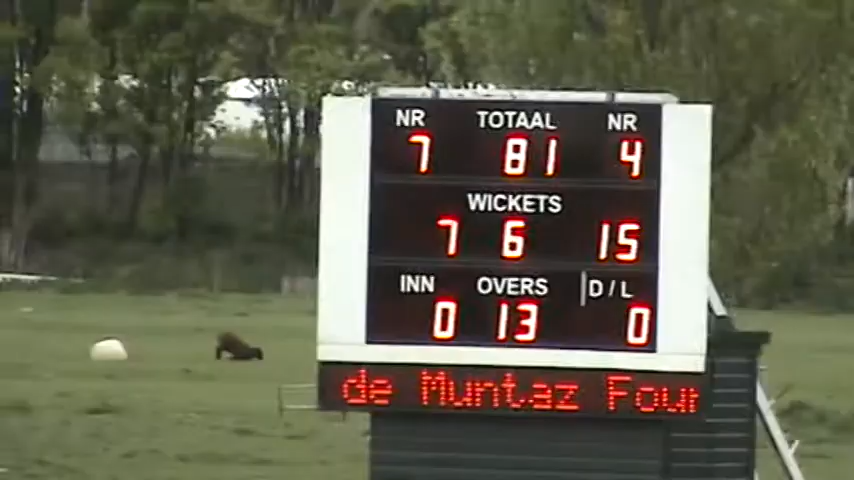 NR TOTAAL NR
7 81 4
WICKETS
7 6 15
INN OVERS D/L
0 13 0
de Muntaz Four